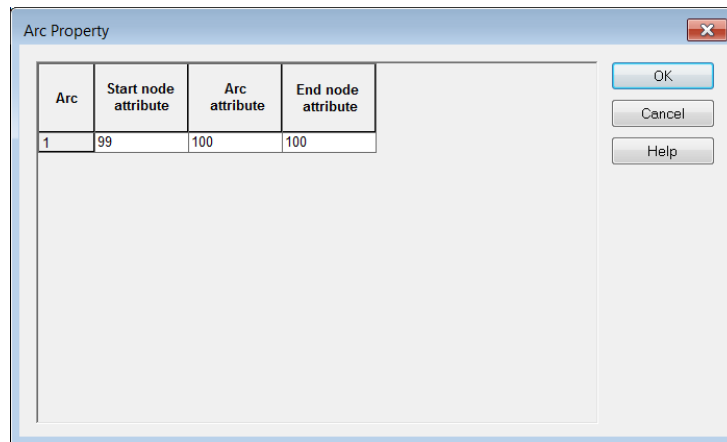 Arc Property
Arc
Start node
attribute
Arc
attribute
End node
attribute
1 99 100 100
OK
Cancel
Help